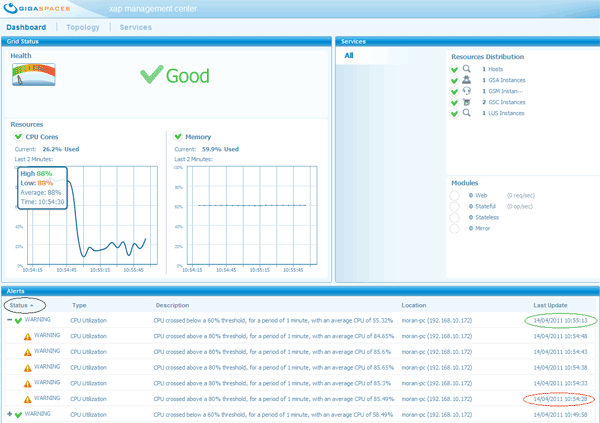 GIGASPACES xap management center
Dashboard Topology Services
Grid Status
Health
Good
Resources
CPU Cores
Current: 26.2% Used
Last 2 Minutes:
High 88%
Low: 88%
Average: 88%
Time: 10:54:30
80%
60%
40%
20%
0%
10:54:15 10:54:45 10:55:15 10:55:45
Memory
Current: 59.9% Used
Last 2 Minutes:
100%
80%
60%
40%
20%
0%
10:54:15 10:54:45 10:55:15 10:55:45
Services
All
Resources Distribution
1 Hosts
1 GSA Instances
1 GSM Instan--
2 GSC Instances
1 LUS Instances
Modules
0 Web (0 req/sec)
0 Stateful (0 op/sec)
0 Stateless
0 Mirror
Alerts
Status Type Description Location Last Update
WARNING CPU Utilization CPU crossed below a 60% threshold, for a period of 1 minute, with an average CPU of 55.32% moran-pc (192.168.10.172) 14/04/2011 10:55:13
WARNING CPU Utilization CPU crossed above a 80% threshold, for a period of 1 minute, with an average CPU of 84.65% moran-pc (192.168.10.172) 14/04/2011 10:54:48
WARNING CPU Utilization CPU crossed above a 80% threshold, for a period of 1 minute, with an average CPU of 85.6% moran-pc (192.168.10.172) 14/04/2011 10:54:43
WARNING CPU Utilization CPU crossed above a 80% threshold, for a period of 1 minute, with an average CPU of 85.65% moran-pc (192.168.10.172) 14/04/2011 10:54:38
WARNING CPU Utilization CPU crossed above a 80% threshold, for a period of 1 minute, with an average CPU of 85.3% moran-pc (192.168.10.172) 14/04/2011 10:54:33
WARNING CPU Utilization CPU crossed above a 80% threshold, for a period of 1 minute, with an average CPU of 85.49% moran-pc (192.168.10.172) 14/04/2011 10:54:28
WARNING CPU Utilization CPU crossed below a 60% threshold, for a period of 1 minute, with an average CPU of 58.49% moran-pc (192.168.10.172) 14/04/2011 10:49:58